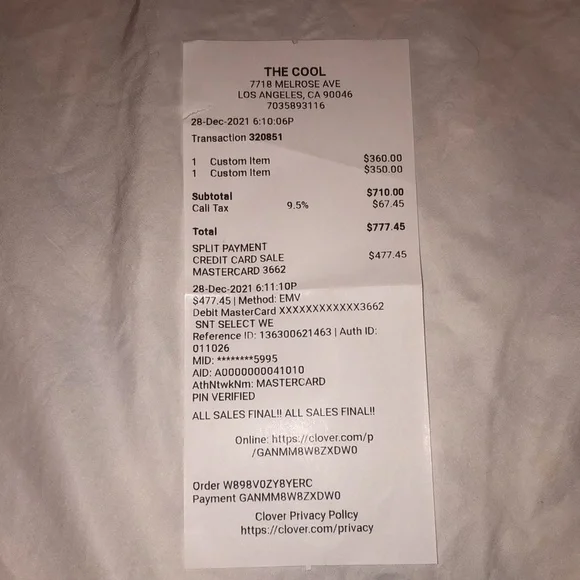 THE COOL
7718 MELROSE AVE
LOS ANGELES, CA 90046
7035893116
28-Dec-2021 6:10:06P
Transaction 320851
1 Custom Item $360.00
1 Custom Item $350.00
Subtotal $710.00
Cali Tax 9.5% $67.45
Total $777.45
SPLIT PAYMENT
CREDIT CARD SALE $477.45
MASTERCARD 3662
28-Dec-2021 6:11:10P
$477.45 | Method: EMV
Debit MasterCard XXXXXXXXXXXX3662
SNT SELECT WE
Reference ID: 136300621463 | Auth ID:
011026
MID: ********5995
AID: A0000000041010
AthNtwkNm: MASTERCARD
PIN VERIFIED
ALL SALES FINAL!! ALL SALES FINAL!!
Online: https://clover.com/p
/GANMM8W8ZXDW0
Order W898V0ZY8YERC
Payment GANMM8W8ZXDW0
Clover Privacy Policy
https://clover.com/privacy